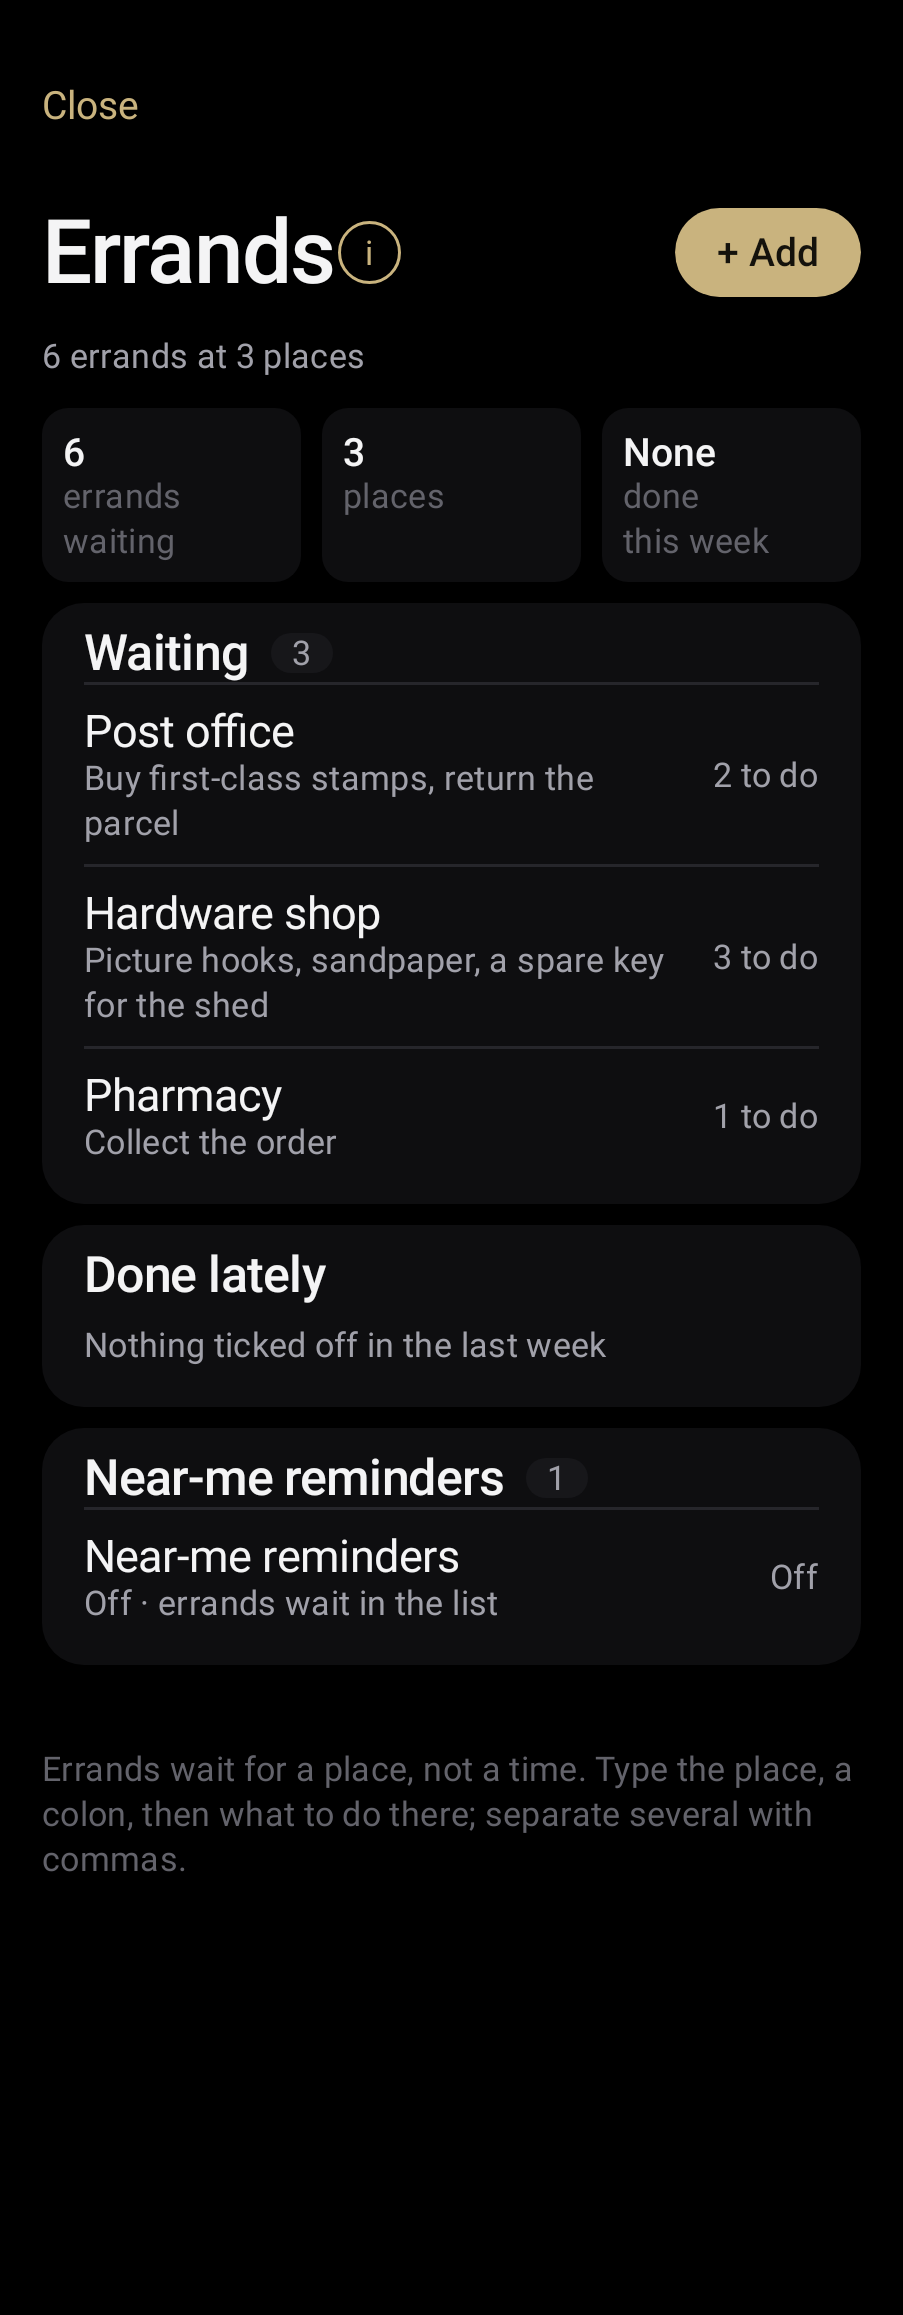 Close
Errands i
+ Add
6 errands at 3 places
6
errands
waiting
3
places
None
done
this week
Waiting 3
Post office
Buy first-class stamps, return the
parcel
2 to do
Hardware shop
Picture hooks, sandpaper, a spare key
for the shed
3 to do
Pharmacy
Collect the order
1 to do
Done lately
Nothing ticked off in the last week
Near-me reminders 1
Near-me reminders
Off · errands wait in the list
Off
Errands wait for a place, not a time. Type the place, a
colon, then what to do there; separate several with
commas.